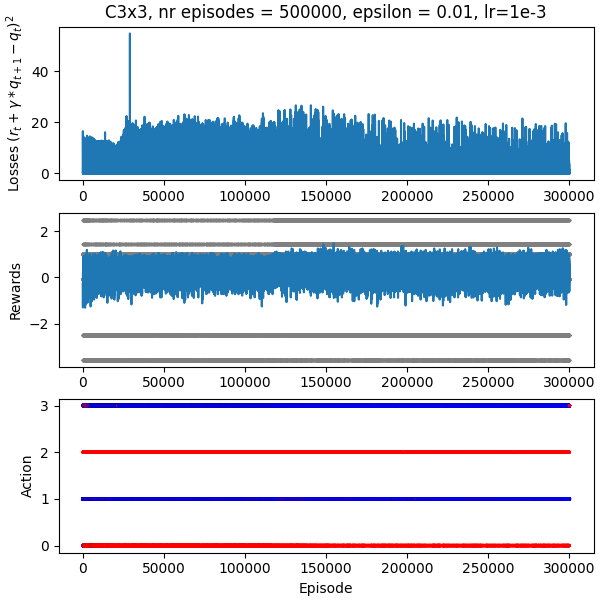 C3x3, nr episodes = 500000, epsilon = 0.01, lr=1e-3
Losses $(r_t + \gamma * q_{t+1} - q_t)^2$
40
20
0
0 50000 100000 150000 200000 250000 300000
Rewards
2
0
−2
0 50000 100000 150000 200000 250000 300000
Action
3
2
1
0
0 50000 100000 150000 200000 250000 300000
Episode